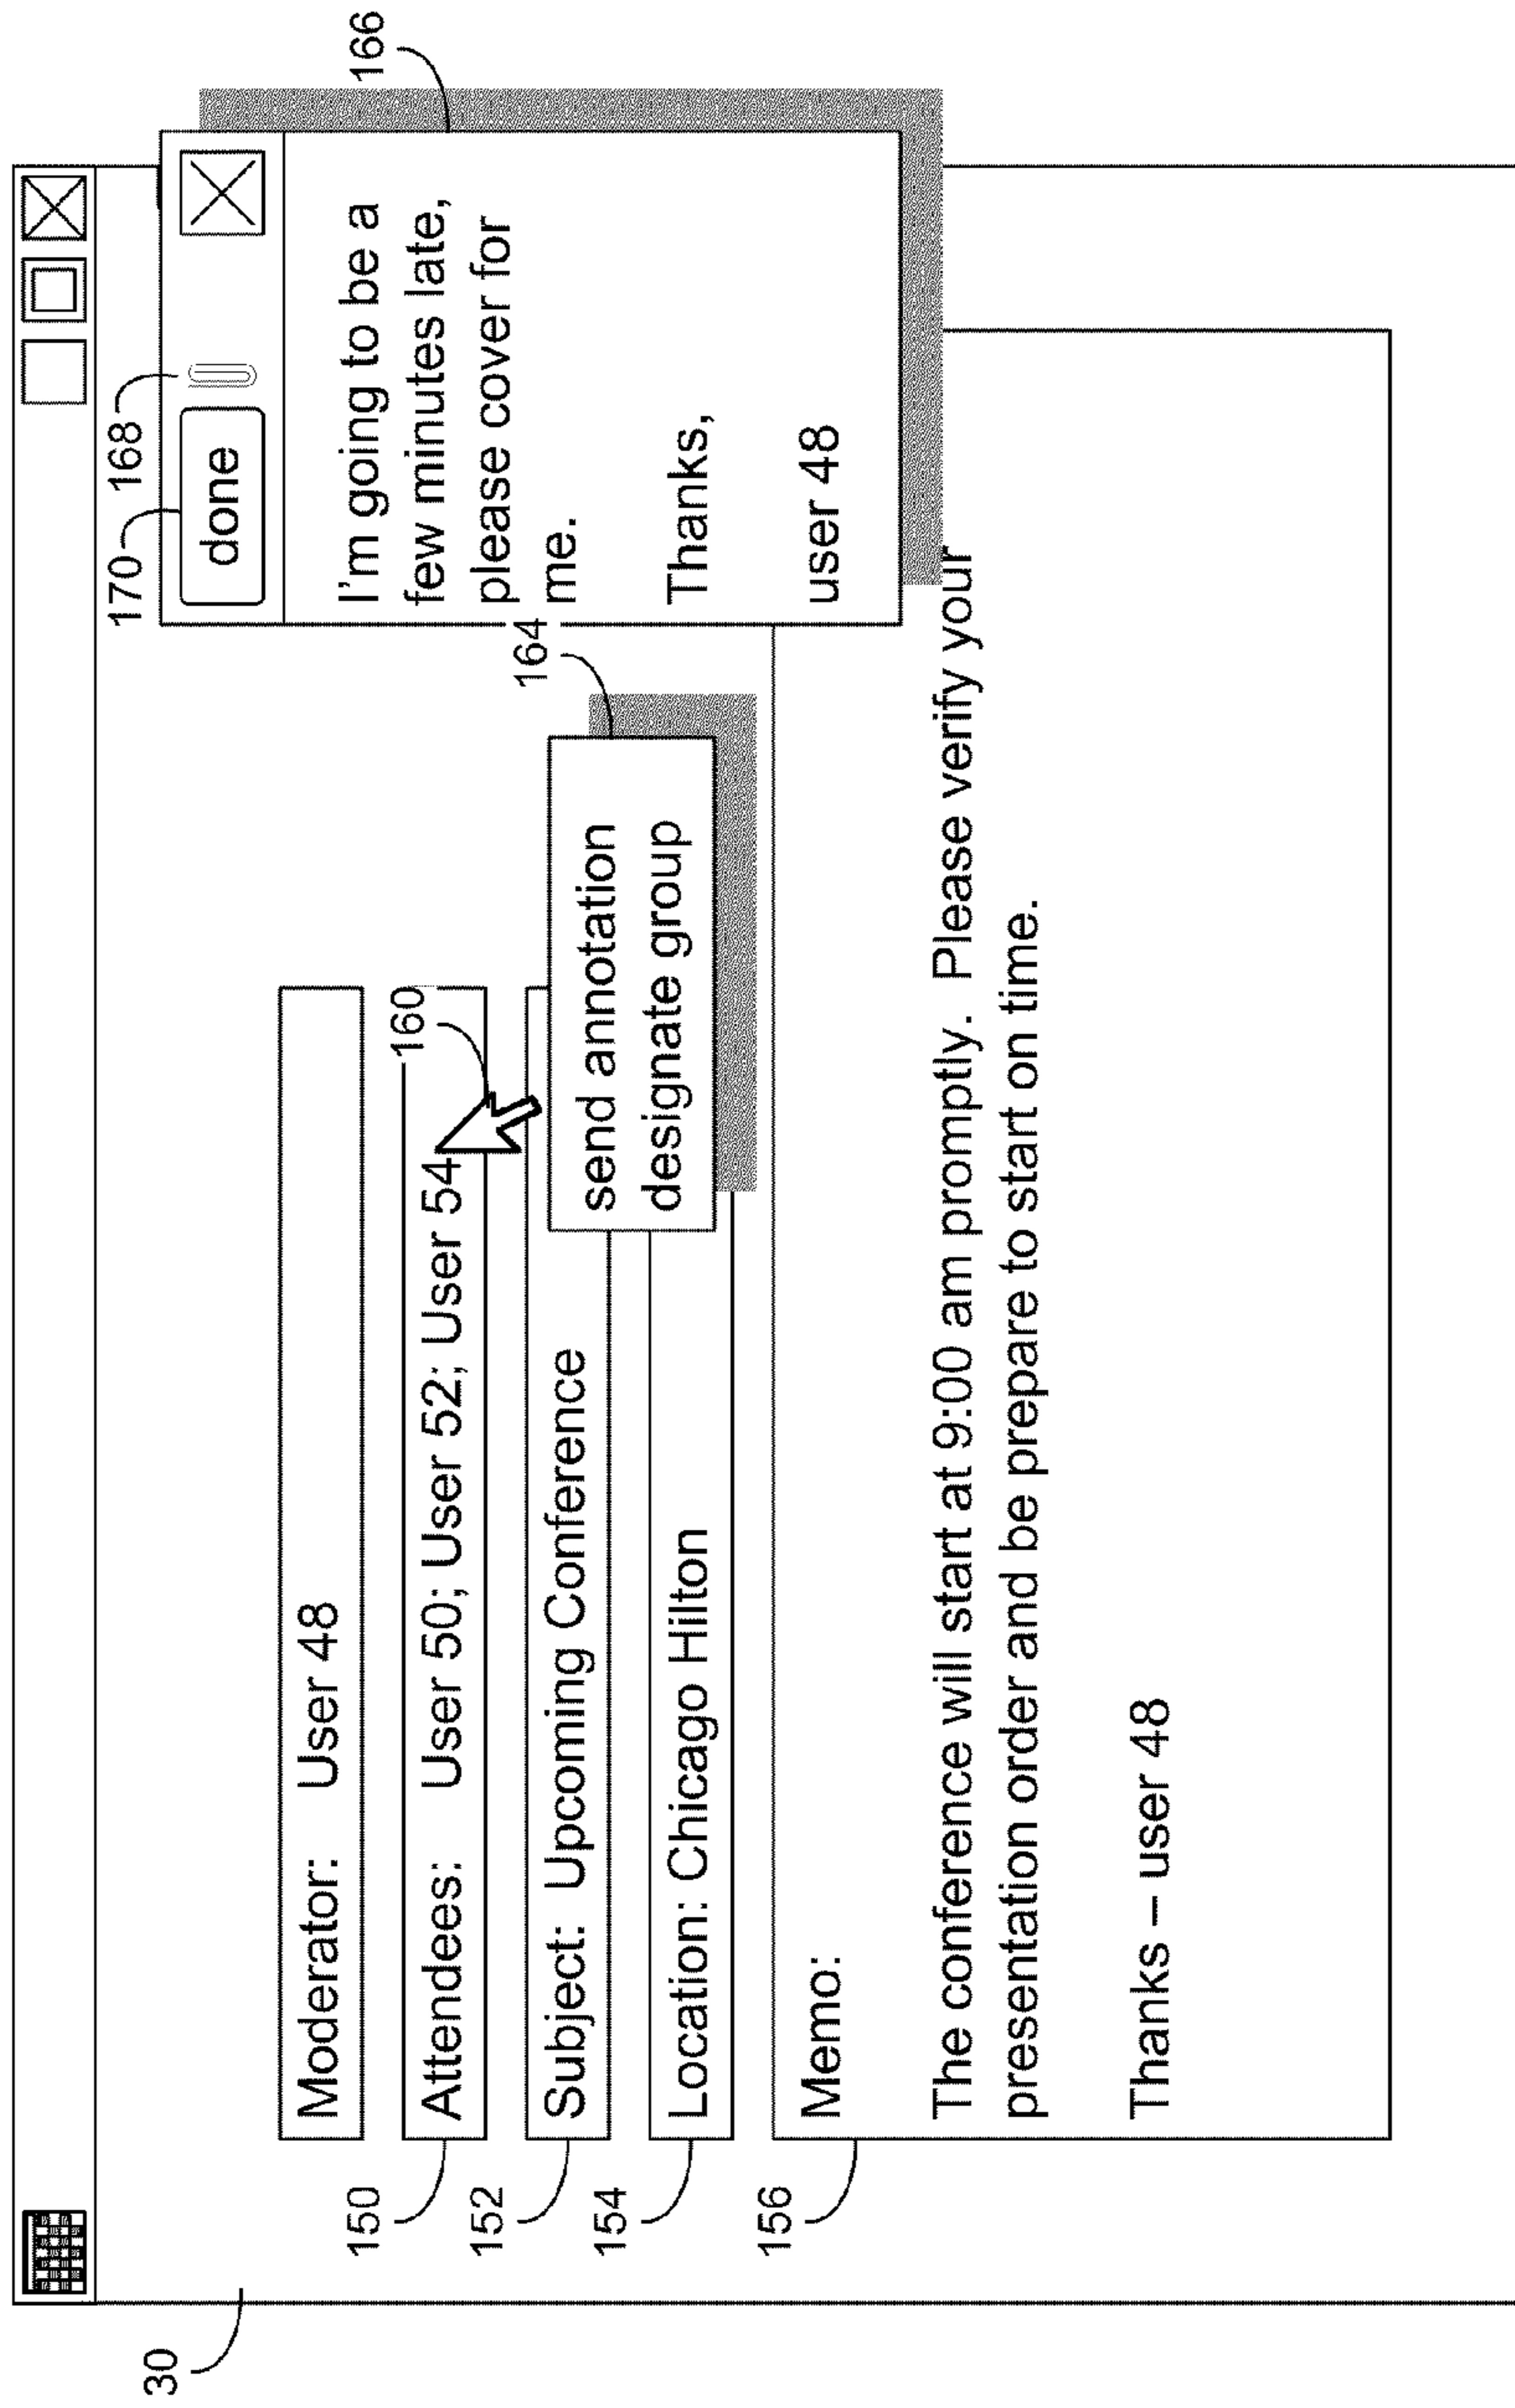 30
170
168
166
done
I'm going to be a
few minutes late,
please cover for
me.
Thanks,
user 48
Moderator: User 48
150
Attendees: User 50; User 52; User 54
160
152
Subject: Upcoming Conference
164
send annotation
designate group
154
Location: Chicago Hilton
156
Memo:
The conference will start at 9:00 am promptly. Please verify your
presentation order and be prepare to start on time.
Thanks – user 48